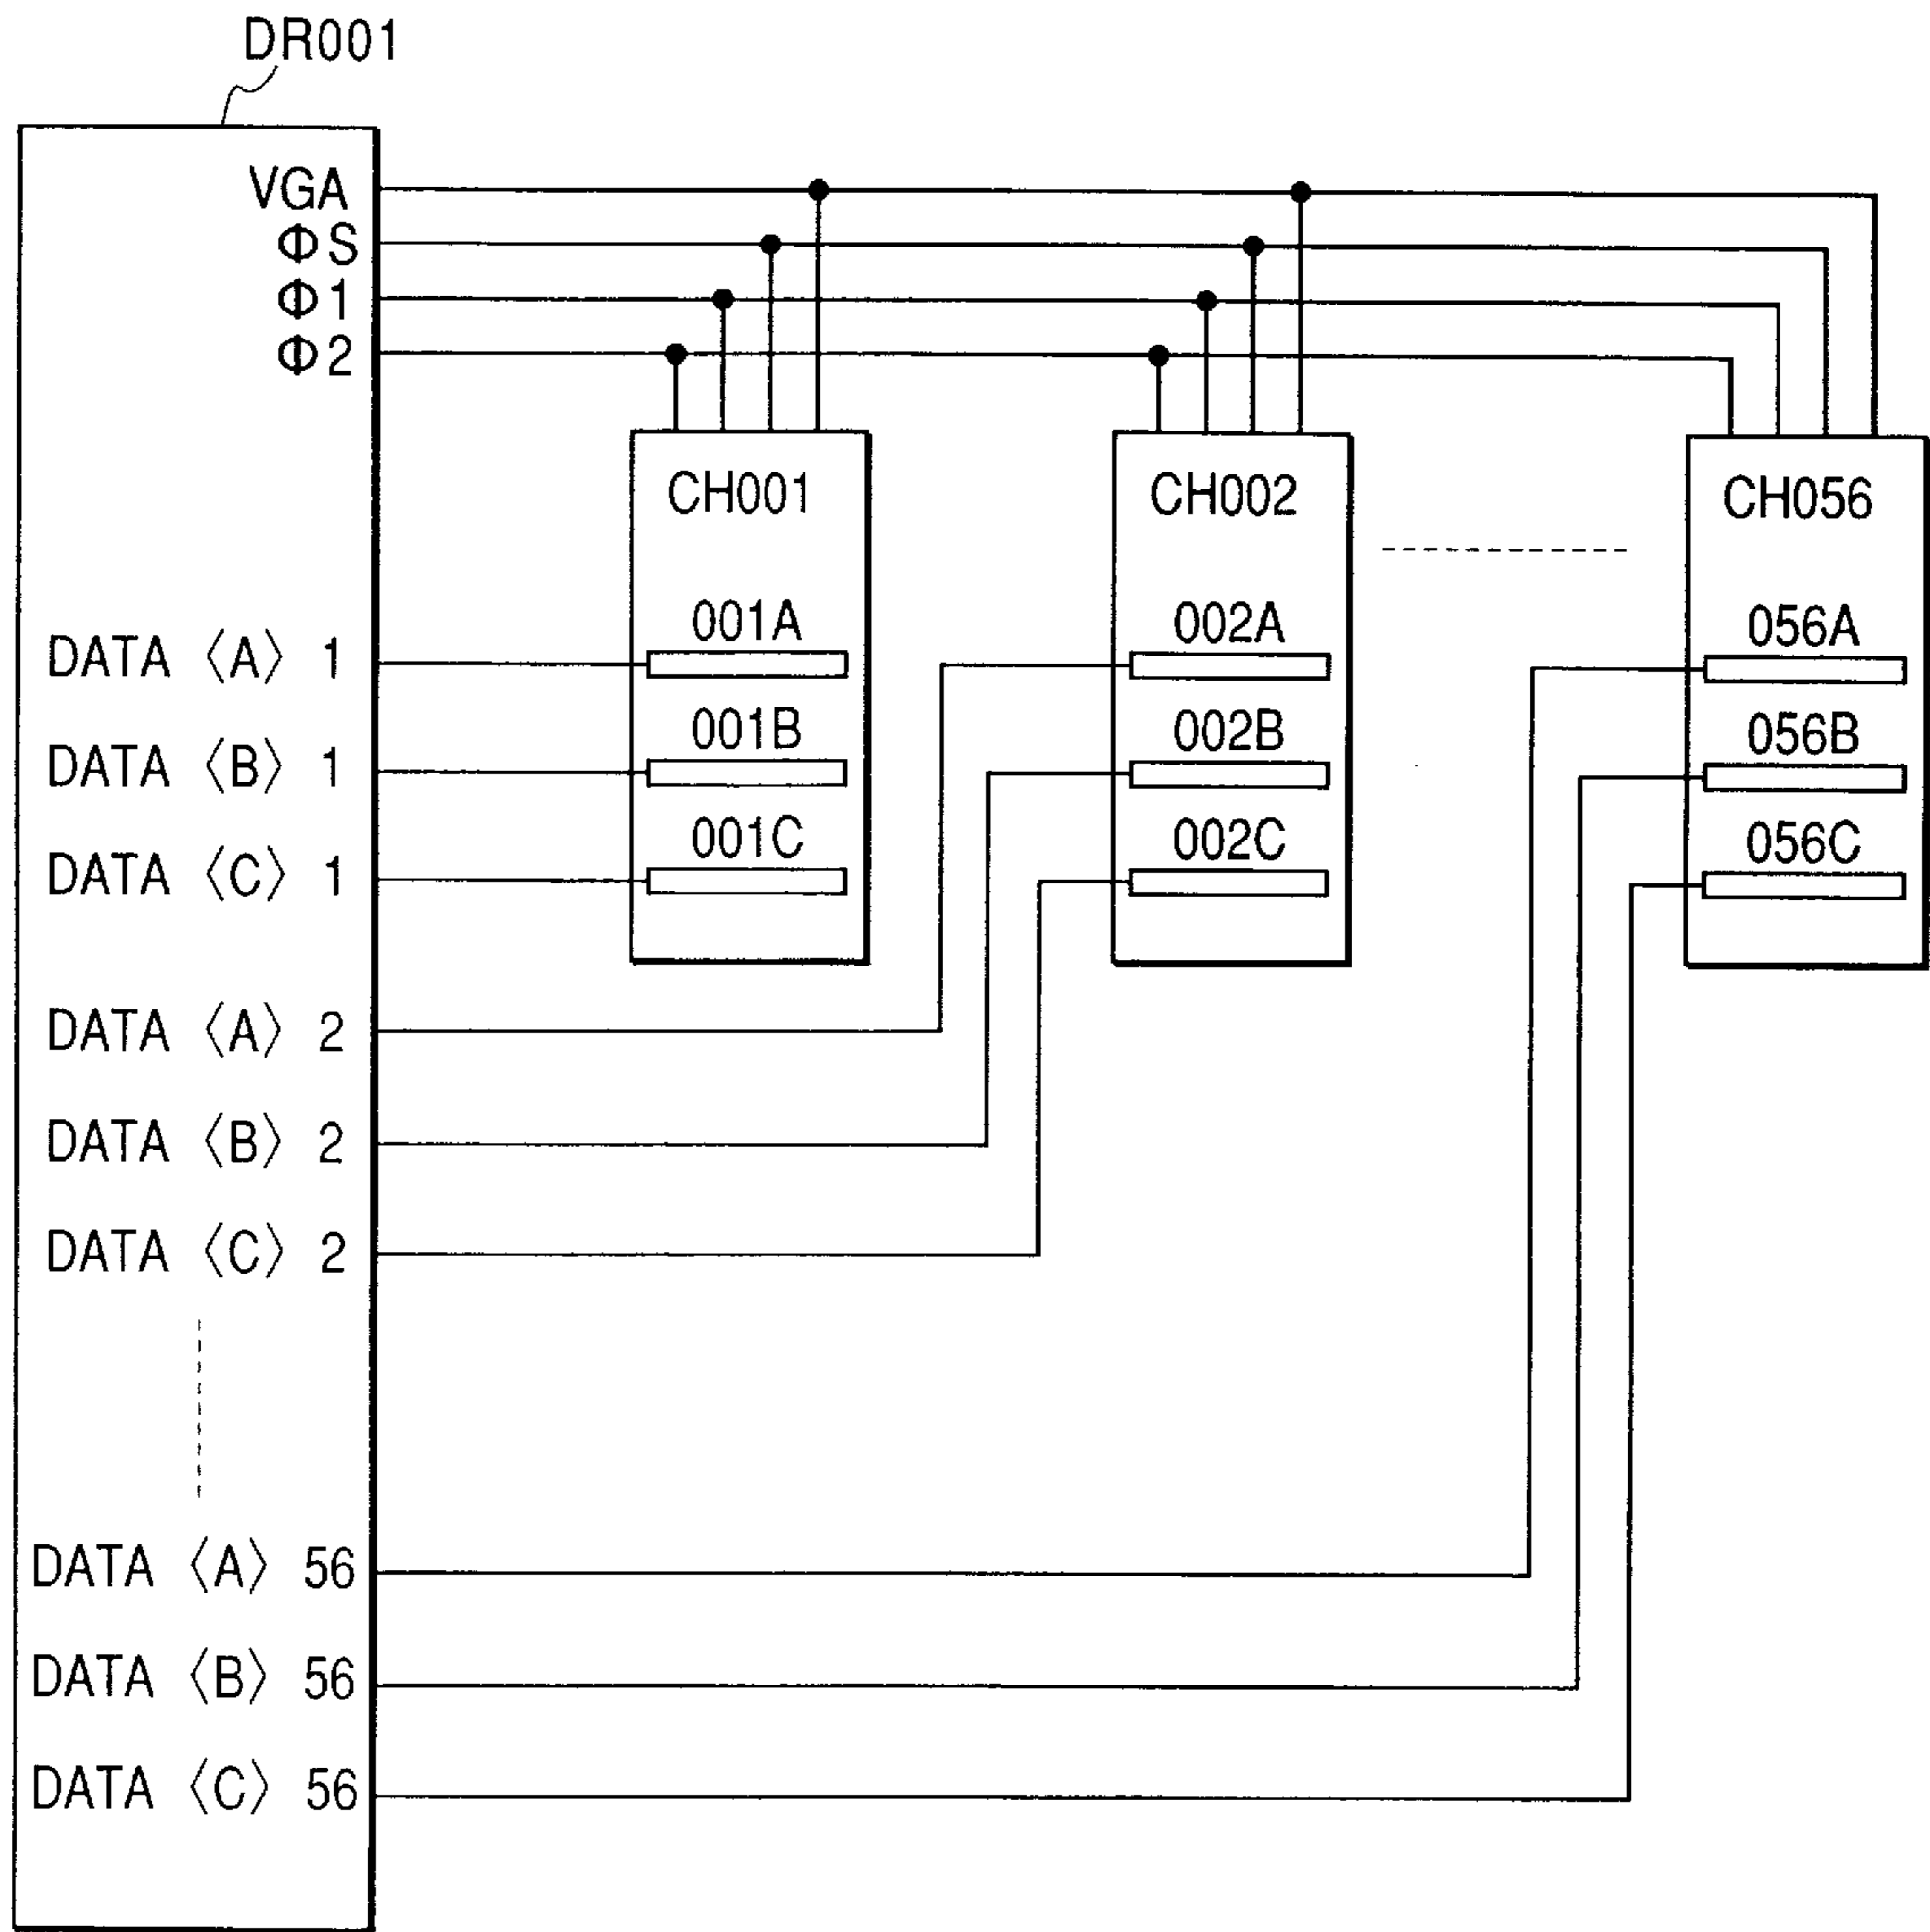 DR001
VGA
ΦS
Φ1
Φ2
CH001
CH002
CH056
001A
002A
056A
DATA 〈A〉 1
001B
002B
056B
DATA 〈B〉 1
001C
002C
056C
DATA 〈C〉 1
DATA 〈A〉 2
DATA 〈B〉 2
DATA 〈C〉 2
DATA 〈A〉 56
DATA 〈B〉 56
DATA 〈C〉 56